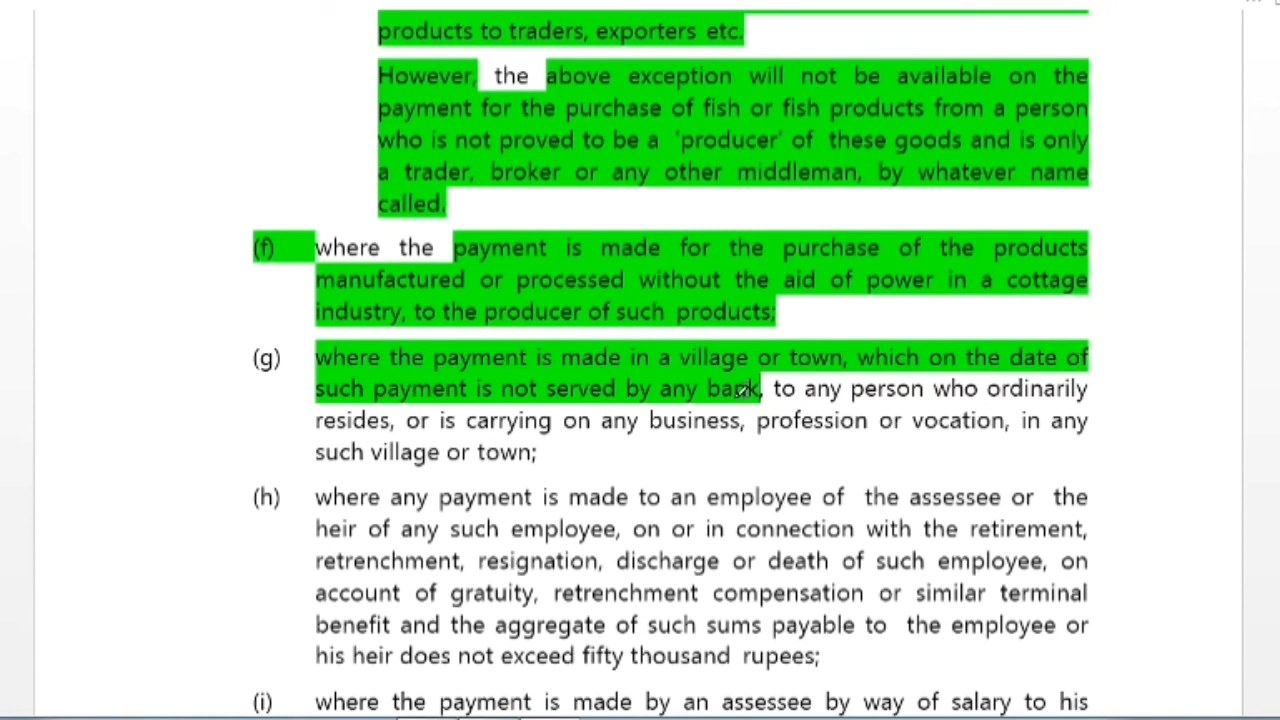 products to traders, exporters etc.
However, the above exception will not be available on the
payment for the purchase of fish or fish products from a person
who is not proved to be a 'producer' of these goods and is only
a trader, broker or any other middleman, by whatever name
called.
(f) where the payment is made for the purchase of the products
manufactured or processed without the aid of power in a cottage
industry, to the producer of such products;
(g) where the payment is made in a village or town, which on the date of
such payment is not served by any bank, to any person who ordinarily
resides, or is carrying on any business, profession or vocation, in any
such village or town;
(h) where any payment is made to an employee of the assessee or the
heir of any such employee, on or in connection with the retirement,
retrenchment, resignation, discharge or death of such employee, on
account of gratuity, retrenchment compensation or similar terminal
benefit and the aggregate of such sums payable to the employee or
his heir does not exceed fifty thousand rupees;
(i) where the payment is made by an assessee by way of salary to his